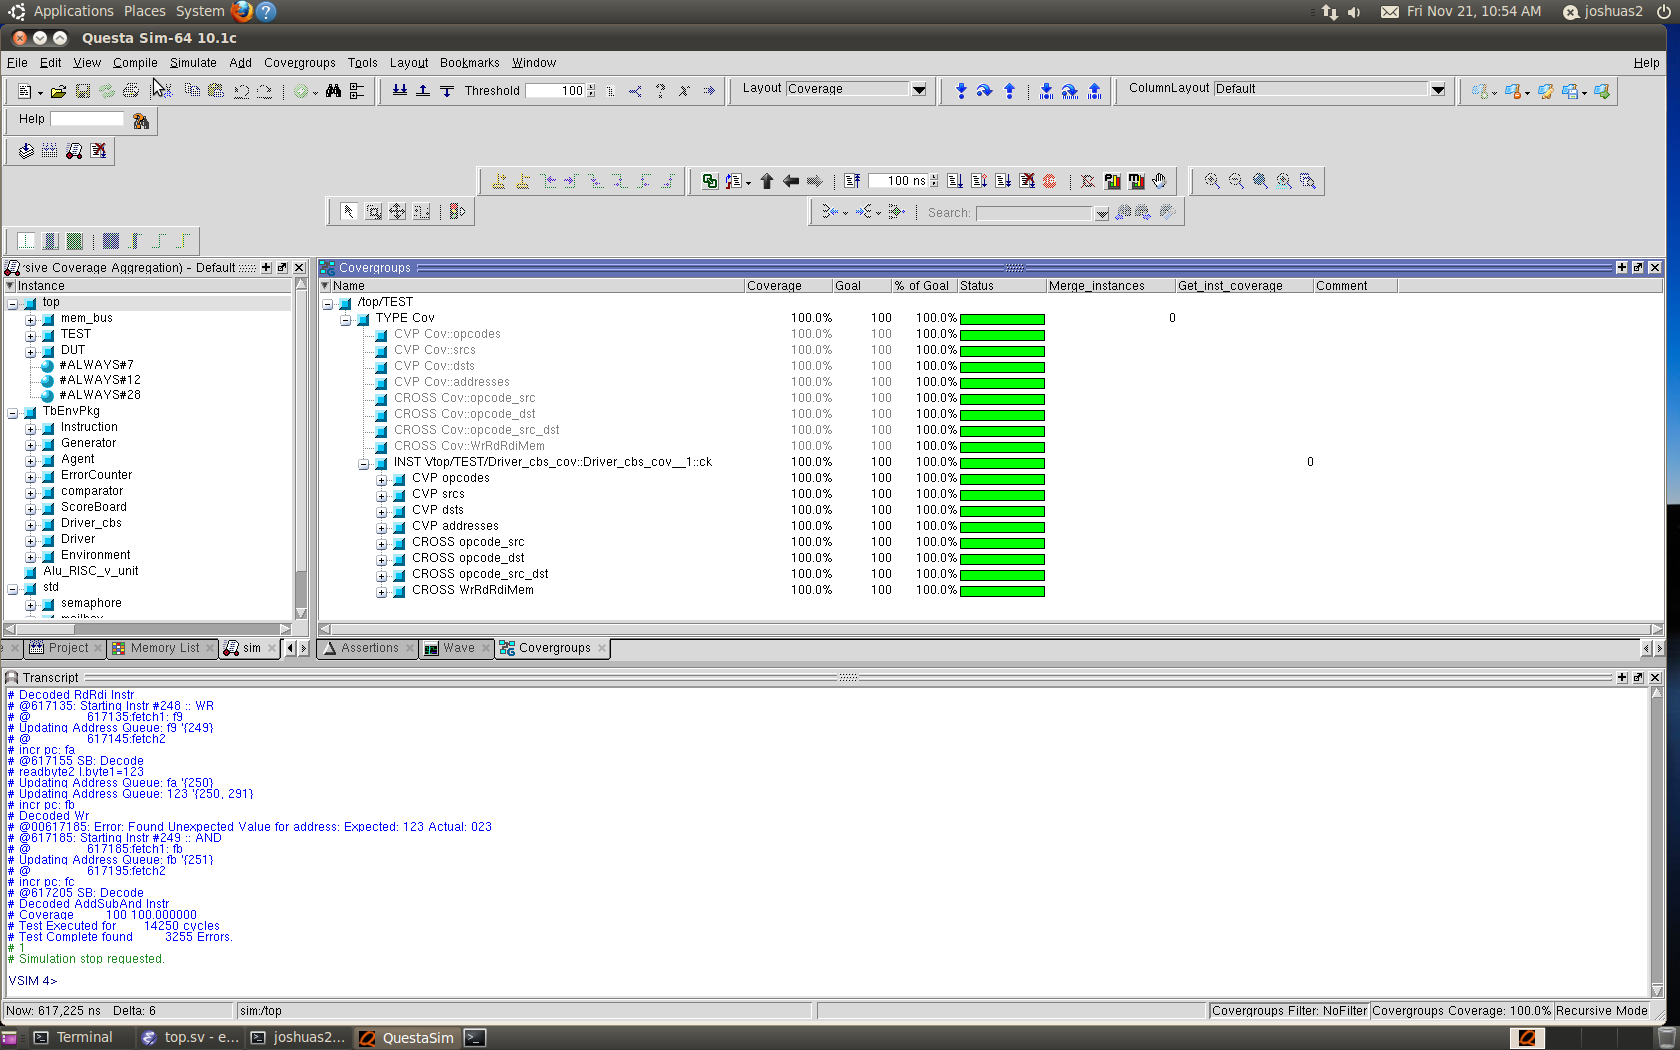 Applications Places System Fri Nov 21, 10:54 AM joshuas2
Questa Sim-64 10.1c
File Edit View Compile Simulate Add Covergroups Tools Layout Bookmarks Window Help
Threshold 100 Layout Coverage ColumnLayout Default
Help
100 ns
Search:
sive Coverage Aggregation) - Default
Instance
top
mem_bus
TEST
DUT
#ALWAYS#7
#ALWAYS#12
#ALWAYS#28
TbEnvPkg
Instruction
Generator
Agent
ErrorCounter
comparator
ScoreBoard
Driver_cbs
Driver
Environment
Alu_RISC_v_unit
std
semaphore
mailbox
Project Memory List sim
Covergroups
Name Coverage Goal % of Goal Status Merge_instances Get_inst_coverage Comment
/top/TEST
TYPE Cov 100.0% 100 100.0% 0
CVP Cov::opcodes 100.0% 100 100.0%
CVP Cov::srcs 100.0% 100 100.0%
CVP Cov::dsts 100.0% 100 100.0%
CVP Cov::addresses 100.0% 100 100.0%
CROSS Cov::opcode_src 100.0% 100 100.0%
CROSS Cov::opcode_dst 100.0% 100 100.0%
CROSS Cov::opcode_src_dst 100.0% 100 100.0%
CROSS Cov::WrRdRdiMem 100.0% 100 100.0%
INST \/top/TEST/Driver_cbs_cov::Driver_cbs_cov__1::ck 100.0% 100 100.0% 0
CVP opcodes 100.0% 100 100.0%
CVP srcs 100.0% 100 100.0%
CVP dsts 100.0% 100 100.0%
CVP addresses 100.0% 100 100.0%
CROSS opcode_src 100.0% 100 100.0%
CROSS opcode_dst 100.0% 100 100.0%
CROSS opcode_src_dst 100.0% 100 100.0%
CROSS WrRdRdiMem 100.0% 100 100.0%
Assertions Wave Covergroups
Transcript
# Decoded RdRdi Instr
# @617135: Starting Instr #248 :: WR
# @ 617135:fetch1: f9
# Updating Address Queue: f9 '{249}
# @ 617145:fetch2
# incr pc: fa
# @617155 SB: Decode
# readbyte2 I.byte1=123
# Updating Address Queue: fa '{250}
# Updating Address Queue: 123 '{250, 291}
# incr pc: fb
# Decoded Wr
# @00617185: Error: Found Unexpected Value for address: Expected: 123 Actual: 023
# @617185: Starting Instr #249 :: AND
# @ 617185:fetch1: fb
# Updating Address Queue: fb '{251}
# @ 617195:fetch2
# incr pc: fc
# @617205 SB: Decode
# Decoded AddSubAnd Instr
# Coverage 100 100.000000
# Test Executed for 14250 cycles
# Test Complete found 3255 Errors.
# 1
# Simulation stop requested.
VSIM 4>
Now: 617,225 ns Delta: 6 sim:/top Covergroups Filter: NoFilter Covergroups Coverage: 100.0% Recursive Mode
Terminal top.sv - e... joshuas2... QuestaSim